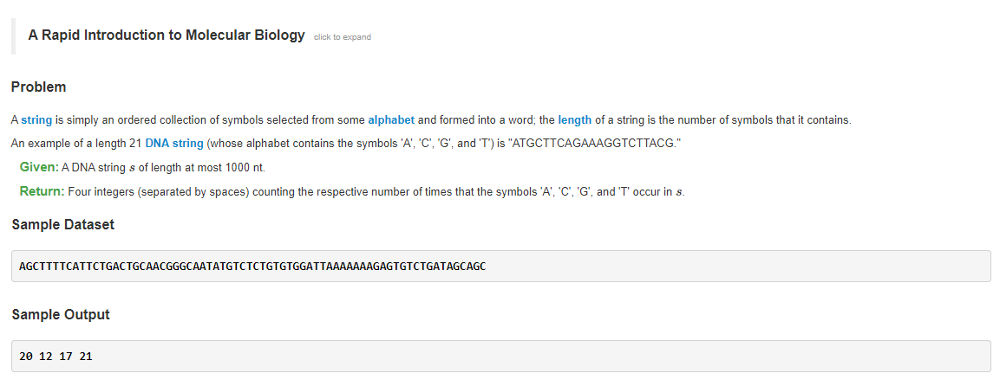 A Rapid Introduction to Molecular Biology click to expand
Problem
A string is simply an ordered collection of symbols selected from some alphabet and formed into a word; the length of a string is the number of symbols that it contains.
An example of a length 21 DNA string (whose alphabet contains the symbols 'A', 'C', 'G', and 'T') is "ATGCTTCAGAAAGGTCTTACG."
Given: A DNA string s of length at most 1000 nt.
Return: Four integers (separated by spaces) counting the respective number of times that the symbols 'A', 'C', 'G', and 'T' occur in s.
Sample Dataset
AGCTTTTCATTCTGACTGCAACGGGCAATATGTCTCTGTGTGGATTAAAAAAAGAGTGTCTGATAGCAGC
Sample Output
20 12 17 21